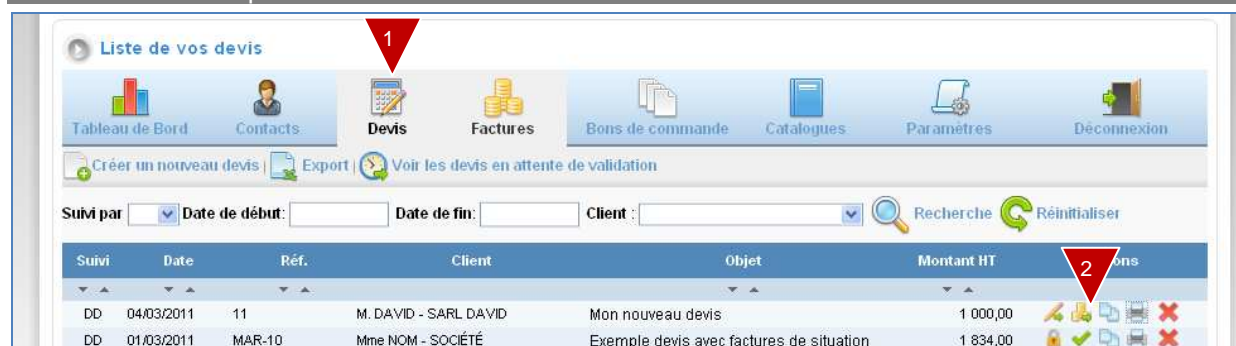 Liste de vos devis
1
Tableau de Bord Contacts Devis Factures Bons de commande Catalogues Paramètres Déconnexion
Créer un nouveau devis | Export | Voir les devis en attente de validation
Suivi par Date de début: Date de fin: Client : Recherche Réinitialiser
Suivi Date Réf. Client Objet Montant HT ons
2
DD 04/03/2011 11 M. DAVID - SARL DAVID Mon nouveau devis 1 000,00
DD 01/03/2011 MAR-10 Mme NOM - SOCIÉTÉ Exemple devis avec factures de situation 1 834,00